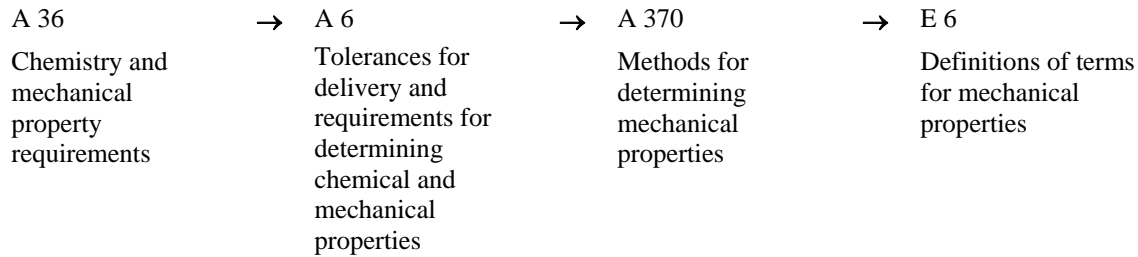 A 36 → A 6 → A 370 → E 6
Chemistry and
mechanical
property
requirements
Tolerances for
delivery and
requirements for
determining
chemical and
mechanical
properties
Methods for
determining
mechanical
properties
Definitions of terms
for mechanical
properties